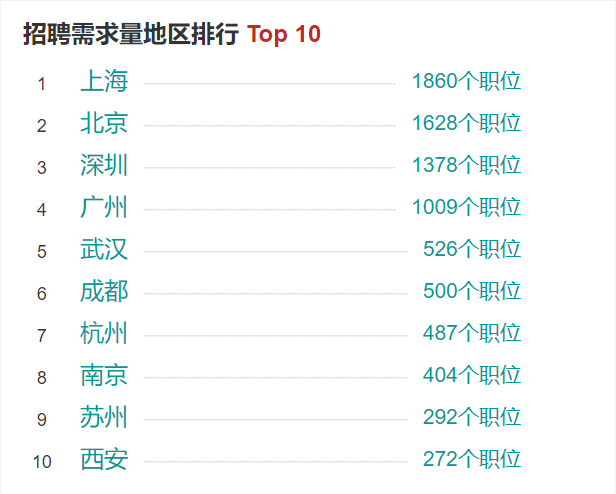 招聘需求量地区排行 Top 10
1 上海 1860个职位
2 北京 1628个职位
3 深圳 1378个职位
4 广州 1009个职位
5 武汉 526个职位
6 成都 500个职位
7 杭州 487个职位
8 南京 404个职位
9 苏州 292个职位
10 西安 272个职位